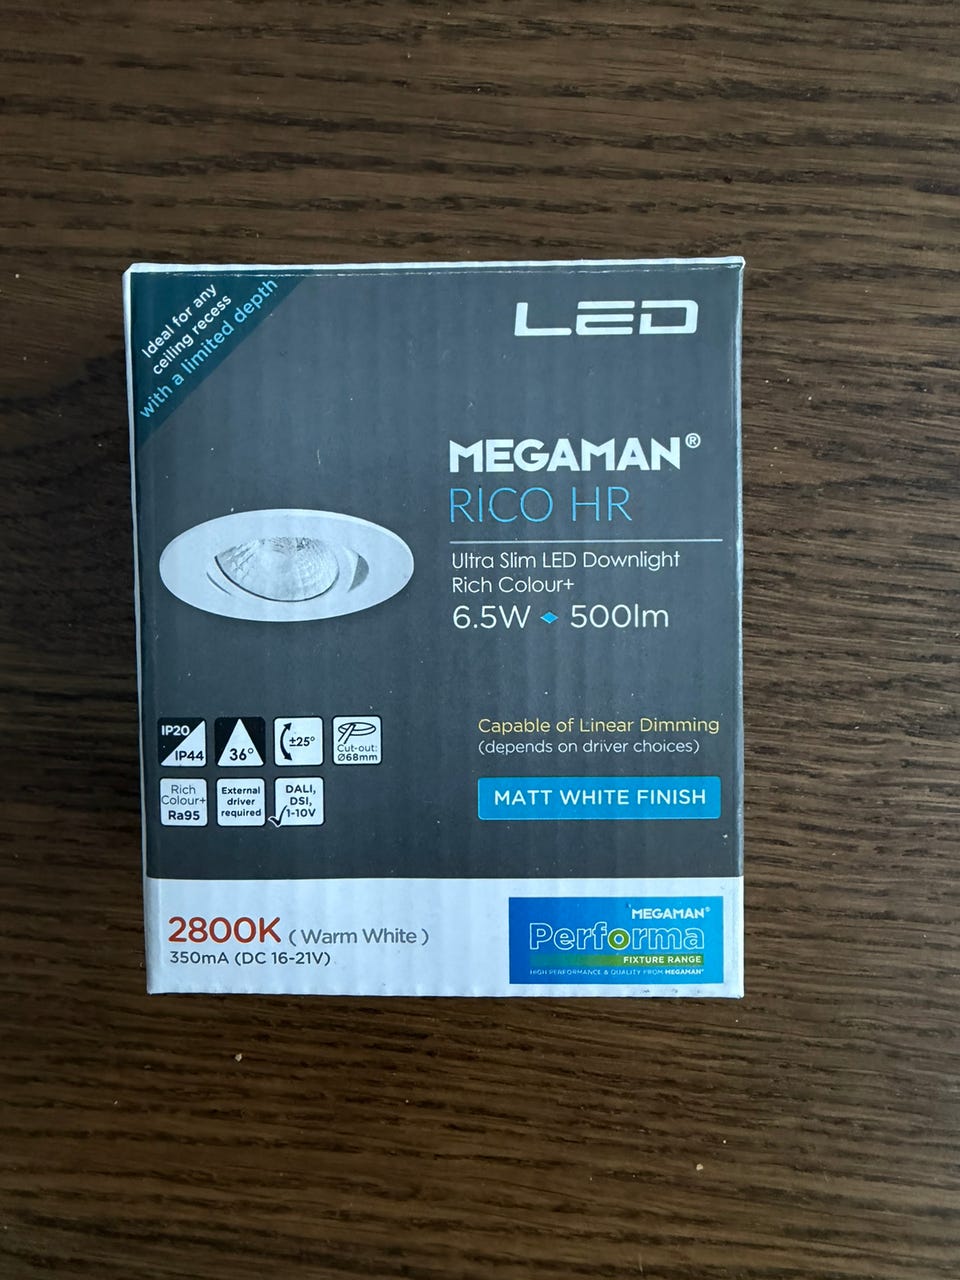 Ideal for any
ceiling recess
with a limited depth
LED
MEGAMAN®
RICO HR
Ultra Slim LED Downlight
Rich Colour+
6.5W 500lm
IP20
IP44
36°
±25°
Cut-out:
Ø68mm
Rich
Colour+
Ra95
External
driver
required
DALI,
DSI,
1-10V
Capable of Linear Dimming
(depends on driver choices)
MATT WHITE FINISH
2800K (Warm White)
350mA (DC 16-21V)
MEGAMAN®
Performa
FIXTURE RANGE
HIGH PERFORMANCE & QUALITY FROM MEGAMAN®